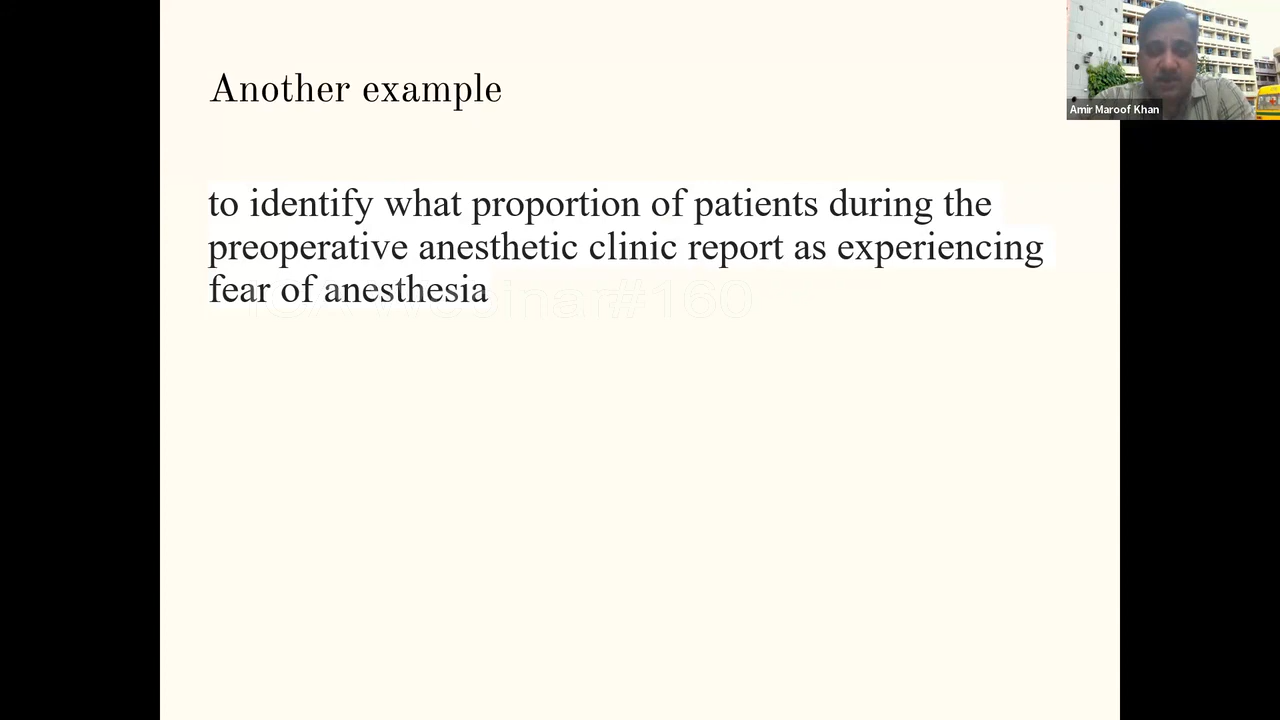 Another example
Amir Maroof Khan
to identify what proportion of patients during the
preoperative anesthetic clinic report as experiencing
fear of anesthesia